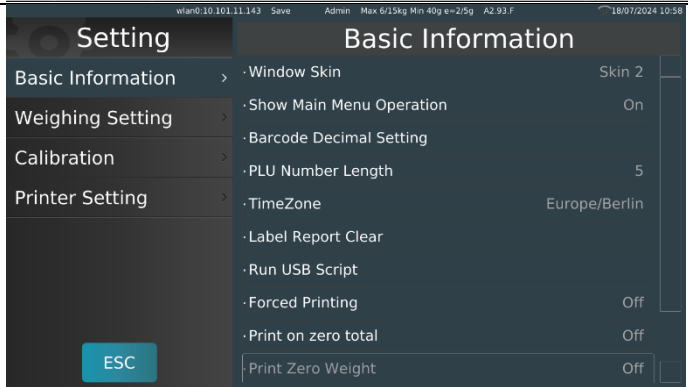 wlan0:10.101.11.143 Save Admin Max 6/15kg Min 40g e=2/5g A2.93.F 18/07/2024 10:58
Setting
Basic Information
Weighing Setting
Calibration
Printer Setting
ESC
Basic Information
·Window Skin Skin 2
·Show Main Menu Operation On
·Barcode Decimal Setting
·PLU Number Length 5
·TimeZone Europe/Berlin
·Label Report Clear
·Run USB Script
·Forced Printing Off
·Print on zero total Off
·Print Zero Weight Off